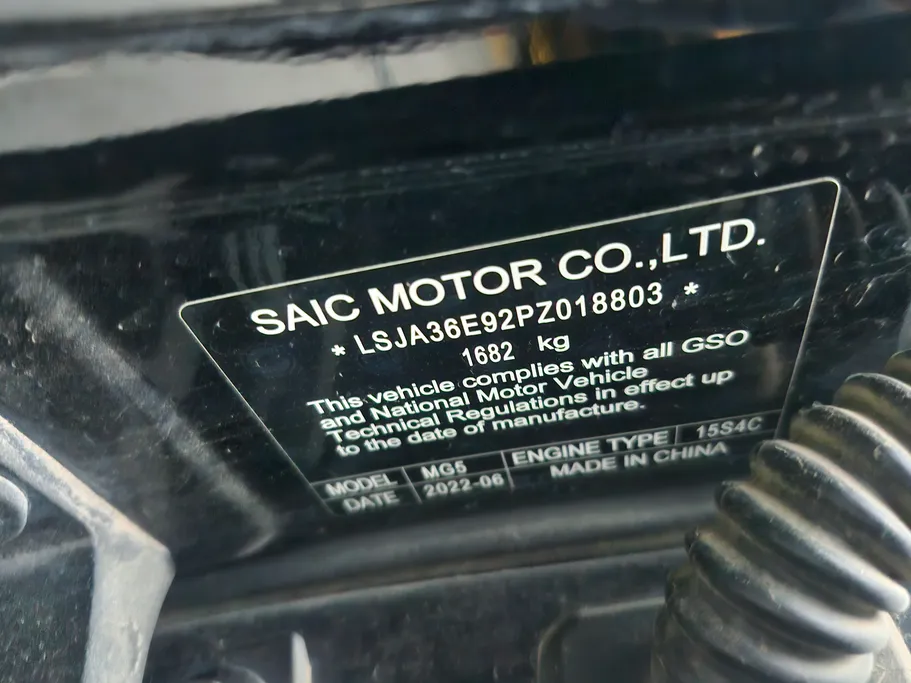 SAIC MOTOR CO.,LTD.
* LSJA36E92PZ018803 *
1682 kg
This vehicle complies with all GSO
and National Motor Vehicle
Technical Regulations in effect up
to the date of manufacture.
MODEL MG5 ENGINE TYPE 15S4C
DATE 2022-06 MADE IN CHINA